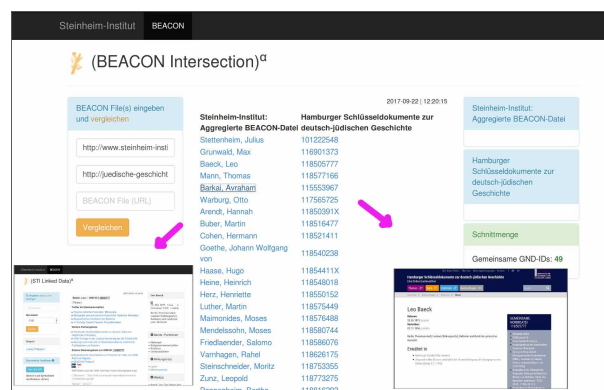 Steinheim-Institut BEACON
(BEACON Intersection)α
2017-09-22 | 12:20:15
BEACON File(s) eingeben
und vergleichen
http://www.steinheim-insti
http://juedische-geschicht
BEACON File (URL)
Vergleichen
Steinheim-Institut: Hamburger Schlüsseldokumente zur
Aggregierte BEACON-Datei deutsch-jüdischen Geschichte
Stettenheim, Julius 101222548
Grunwald, Max 116901373
Baeck, Leo 118505777
Mann, Thomas 118577166
Barkai, Avraham 115553967
Warburg, Otto 117565725
Arendt, Hannah 11850391X
Buber, Martin 118516477
Cohen, Hermann 118521411
Goethe, Johann Wolfgang
von 118540238
Haase, Hugo 11854411X
Heine, Heinrich 118548018
Herz, Henriette 118550152
Luther, Martin 118575449
Maimonides, Moses 118576488
Mendelssohn, Moses 118580744
Friedlaender, Salomo 118586076
Varnhagen, Rahel 118626175
Steinschneider, Moritz 118753355
Zunz, Leopold 118773275
Steinheim-Institut:
Aggregierte BEACON-Datei
Hamburger
Schlüsseldokumente zur
deutsch-jüdischen
Geschichte
Schnittmenge
Gemeinsame GND-IDs: 49
Steinheim-Institut BEACON
(STI Linked Data)α
Leo Baeck